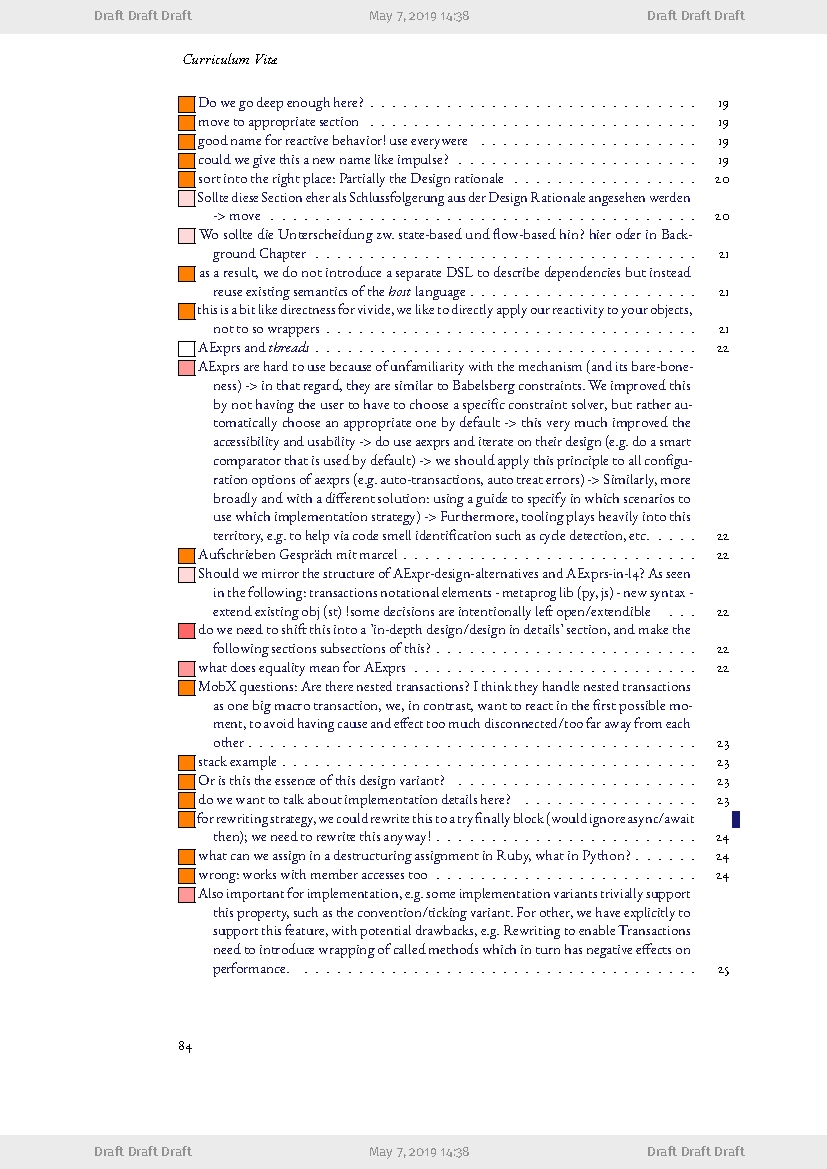 Draft Draft Draft May 7, 2019 14:38 Draft Draft Draft
Curriculum Vitæ
Do we go deep enough here? . . . . . . . . . . . . . . . . . . . . . . . . . . . . . . 19
move to appropriate section . . . . . . . . . . . . . . . . . . . . . . . . . . . . . . 19
good name for reactive behavior! use everywere . . . . . . . . . . . . . . . . . . . . 19
could we give this a new name like impulse? . . . . . . . . . . . . . . . . . . . . . . 19
sort into the right place: Partially the Design rationale . . . . . . . . . . . . . . . . . 20
Sollte diese Section eher als Schlussfolgerung aus der Design Rationale angesehen werden
-> move . . . . . . . . . . . . . . . . . . . . . . . . . . . . . . . . . . . . . . . 20
Wo sollte die Unterscheidung zw. state-based und flow-based hin? hier oder in Back-
ground Chapter . . . . . . . . . . . . . . . . . . . . . . . . . . . . . . . . . . . 21
as a result, we do not introduce a separate DSL to describe dependencies but instead
reuse existing semantics of the host language . . . . . . . . . . . . . . . . . . . . . 21
this is a bit like directness for vivide, we like to directly apply our reactivity to your objects,
not to so wrappers . . . . . . . . . . . . . . . . . . . . . . . . . . . . . . . . . . 21
AExprs and threads . . . . . . . . . . . . . . . . . . . . . . . . . . . . . . . . . . . 22
AExprs are hard to use because of unfamiliarity with the mechanism (and its bare-bone-
ness) -> in that regard, they are similar to Babelsberg constraints. We improved this
by not having the user to have to choose a specific constraint solver, but rather au-
tomatically choose an appropriate one by default -> this very much improved the
accessibility and usability -> do use aexprs and iterate on their design (e.g. do a smart
comparator that is used by default) -> we should apply this principle to all configu-
ration options of aexprs (e.g. auto-transactions, auto treat errors) -> Similarly, more
broadly and with a different solution: using a guide to specify in which scenarios to
use which implementation strategy) -> Furthermore, tooling plays heavily into this
territory, e.g. to help via code smell identification such as cycle detection, etc. . . . . . 22
Aufschrieben Gespräch mit marcel . . . . . . . . . . . . . . . . . . . . . . . . . . . 22
Should we mirror the structure of AExpr-design-alternatives and AExprs-in-l4? As seen
in the following: transactions notational elements - metaprog lib (py, js) - new syntax -
extend existing obj (st) !some decisions are intentionally left open/extendible . . . 22
do we need to shift this into a 'in-depth design/design in details' section, and make the
following sections subsections of this? . . . . . . . . . . . . . . . . . . . . . . . . 22
what does equality mean for AExprs . . . . . . . . . . . . . . . . . . . . . . . . . . 22
MobX questions: Are there nested transactions? I think they handle nested transactions
as one big macro transaction, we, in contrast, want to react in the first possible mo-
ment, to avoid having cause and effect too much disconnected/too far away from each
other . . . . . . . . . . . . . . . . . . . . . . . . . . . . . . . . . . . . . . . . . 23
stack example . . . . . . . . . . . . . . . . . . . . . . . . . . . . . . . . . . . . . . 23
Or is this the essence of this design variant? . . . . . . . . . . . . . . . . . . . . . . 23
do we want to talk about implementation details here? . . . . . . . . . . . . . . . . 23
for rewriting strategy, we could rewrite this to a try finally block (would ignore async/await
then); we need to rewrite this anyway! . . . . . . . . . . . . . . . . . . . . . . . . 24
what can we assign in a destructuring assignment in Ruby, what in Python? . . . . . . 24
wrong: works with member accesses too . . . . . . . . . . . . . . . . . . . . . . . . 24
Also important for implementation, e.g. some implementation variants trivially support
this property, such as the convention/ticking variant. For other, we have explicitly to
support this feature, with potential drawbacks, e.g. Rewriting to enable Transactions
need to introduce wrapping of called methods which in turn has negative effects on
performance. . . . . . . . . . . . . . . . . . . . . . . . . . . . . . . . . . . . . 25
84
Draft Draft Draft May 7, 2019 14:38 Draft Draft Draft